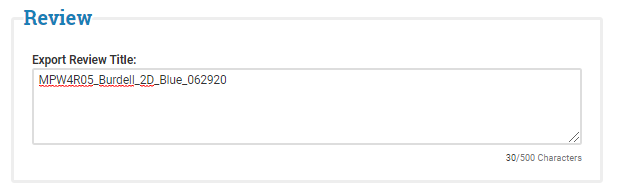 Review
Export Review Title:
MPW4R05_Burdell_2D_Blue_062920
30/500 Characters